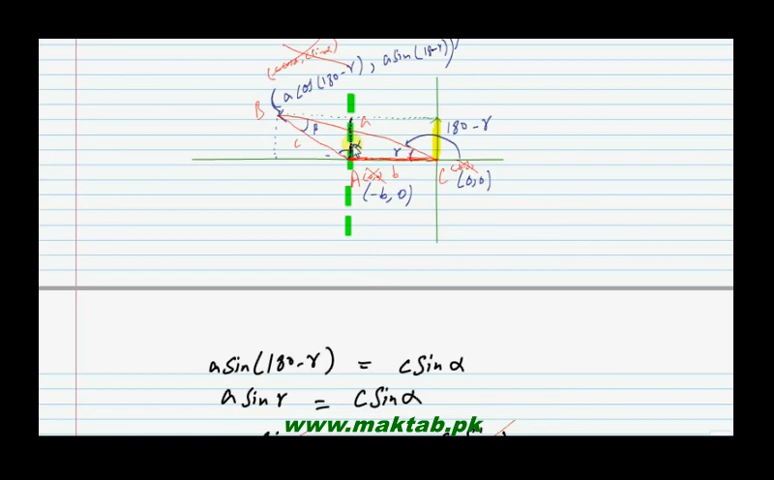 (a cos(180-γ), a sin(180-γ))
B
a
180-γ
β
c
α
γ
A
b
C
(-b, 0)
(0,0)
a sin(180-γ) = c sin α
a sin γ = c sin α
www.maktab.pk